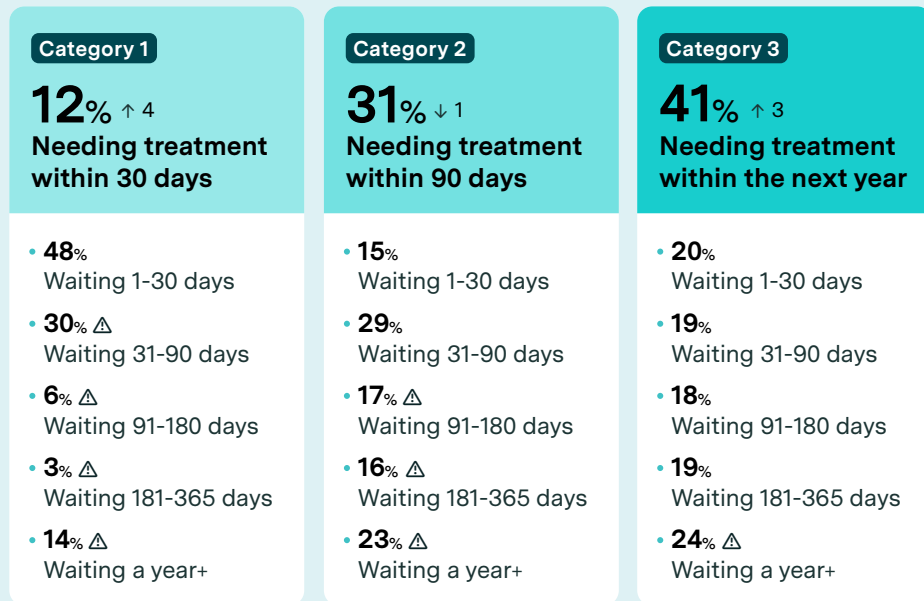 Category 1
12% ↑ 4
Needing treatment
within 30 days
• 48%
Waiting 1-30 days
• 30% ⚠
Waiting 31-90 days
• 6% ⚠
Waiting 91-180 days
• 3% ⚠
Waiting 181-365 days
• 14% ⚠
Waiting a year+
Category 2
31% ↓ 1
Needing treatment
within 90 days
• 15%
Waiting 1-30 days
• 29%
Waiting 31-90 days
• 17% ⚠
Waiting 91-180 days
• 16% ⚠
Waiting 181-365 days
• 23% ⚠
Waiting a year+
Category 3
41% ↑ 3
Needing treatment
within the next year
• 20%
Waiting 1-30 days
• 19%
Waiting 31-90 days
• 18%
Waiting 91-180 days
• 19%
Waiting 181-365 days
• 24% ⚠
Waiting a year+